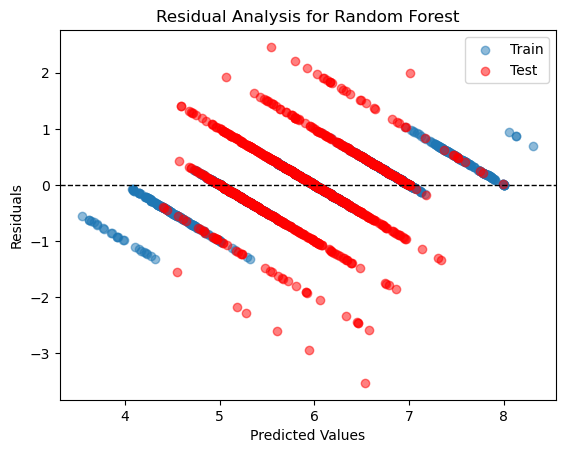 Residual Analysis for Random Forest
Train
Test
Residuals
2
1
0
−1
−2
−3
4
5
6
7
8
Predicted Values